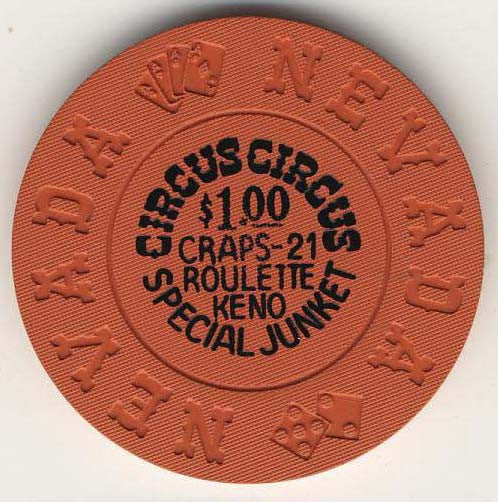 NEVADA
CIRCUS CIRCUS
$1.00
CRAPS-21
ROULETTE
KENO
SPECIAL JUNKET
NEVADA